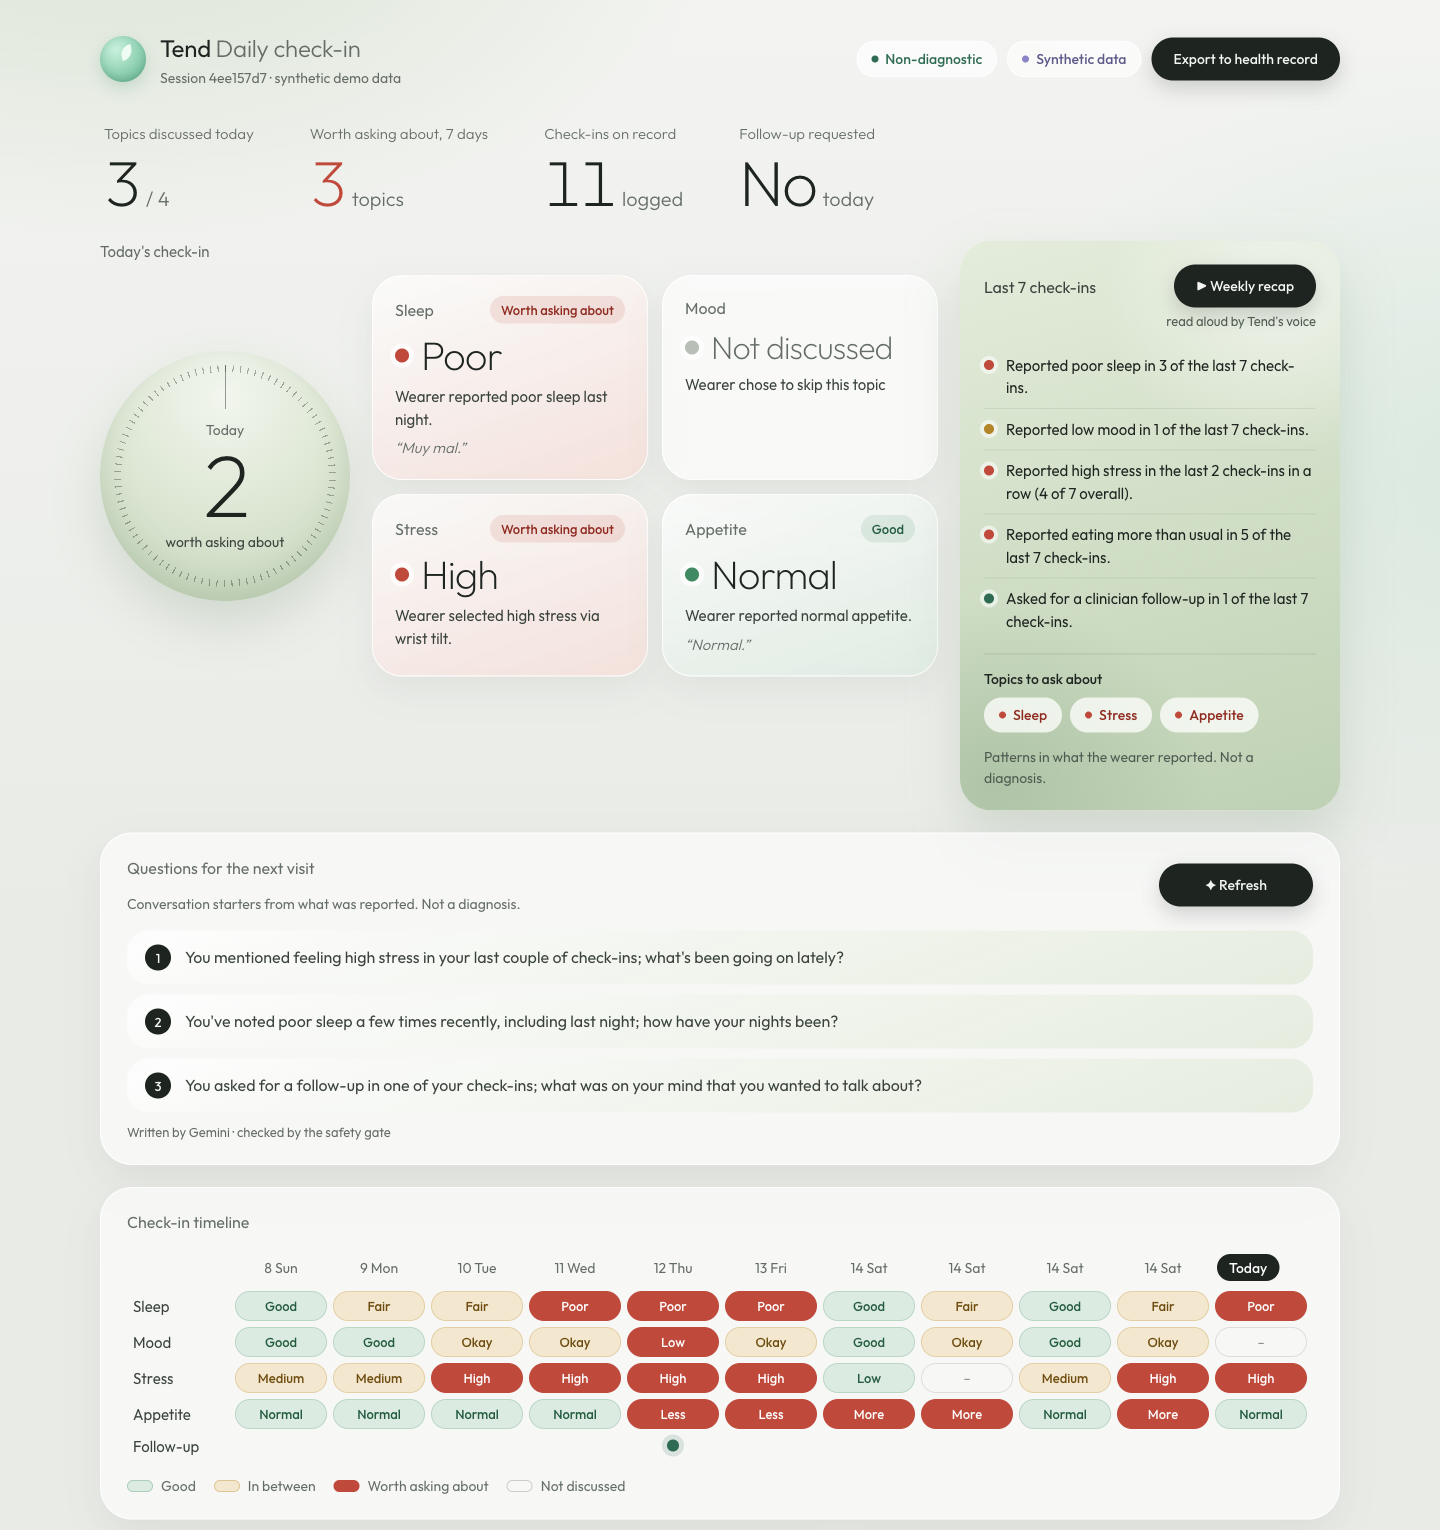 Tend Daily check-in
Session 4ee157d7 · synthetic demo data
Non-diagnostic
Synthetic data
Export to health record
Topics discussed today
3 / 4
Worth asking about, 7 days
3 topics
Check-ins on record
11 logged
Follow-up requested
No today
Today's check-in
Today
2
worth asking about
Sleep
Worth asking about
Poor
Wearer reported poor sleep last
night.
“Muy mal.”
Mood
Not discussed
Wearer chose to skip this topic
Stress
Worth asking about
High
Wearer selected high stress via
wrist tilt.
Appetite
Good
Normal
Wearer reported normal appetite.
“Normal.”
Last 7 check-ins
▶ Weekly recap
read aloud by Tend's voice
Reported poor sleep in 3 of the last 7 check-
ins.
Reported low mood in 1 of the last 7 check-ins.
Reported high stress in the last 2 check-ins in a
row (4 of 7 overall).
Reported eating more than usual in 5 of the
last 7 check-ins.
Asked for a clinician follow-up in 1 of the last 7
check-ins.
Topics to ask about
Sleep
Stress
Appetite
Patterns in what the wearer reported. Not a
diagnosis.
Questions for the next visit
Conversation starters from what was reported. Not a diagnosis.
✦ Refresh
1 You mentioned feeling high stress in your last couple of check-ins; what's been going on lately?
2 You've noted poor sleep a few times recently, including last night; how have your nights been?
3 You asked for a follow-up in one of your check-ins; what was on your mind that you wanted to talk about?
Written by Gemini · checked by the safety gate
Check-in timeline
8 Sun 9 Mon 10 Tue 11 Wed 12 Thu 13 Fri 14 Sat 14 Sat 14 Sat 14 Sat Today
Sleep Good Fair Fair Poor Poor Poor Good Fair Good Fair Poor
Mood Good Good Okay Okay Low Okay Good Okay Good Okay –
Stress Medium Medium High High High High Low – Medium High High
Appetite Normal Normal Normal Normal Less Less More More Normal More Normal
Follow-up
Good In between Worth asking about Not discussed